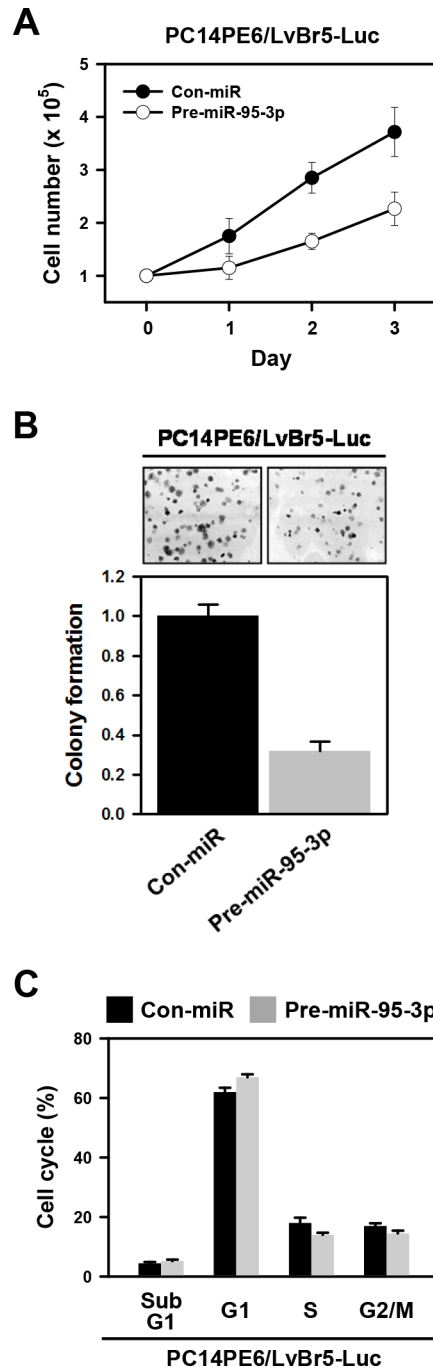 A
PC14PE6/LvBr5-Luc
Cell number (x 10⁵)
5
4
3
2
1
Con-miR
Pre-miR-95-3p
0 1 2 3
Day
B
PC14PE6/LvBr5-Luc
Colony formation
1.2
1.0
0.8
0.6
0.4
0.2
0.0
Con-miR
Pre-miR-95-3p
C
Con-miR Pre-miR-95-3p
Cell cycle (%)
80
60
40
20
0
Sub
G1 G1 S G2/M
PC14PE6/LvBr5-Luc